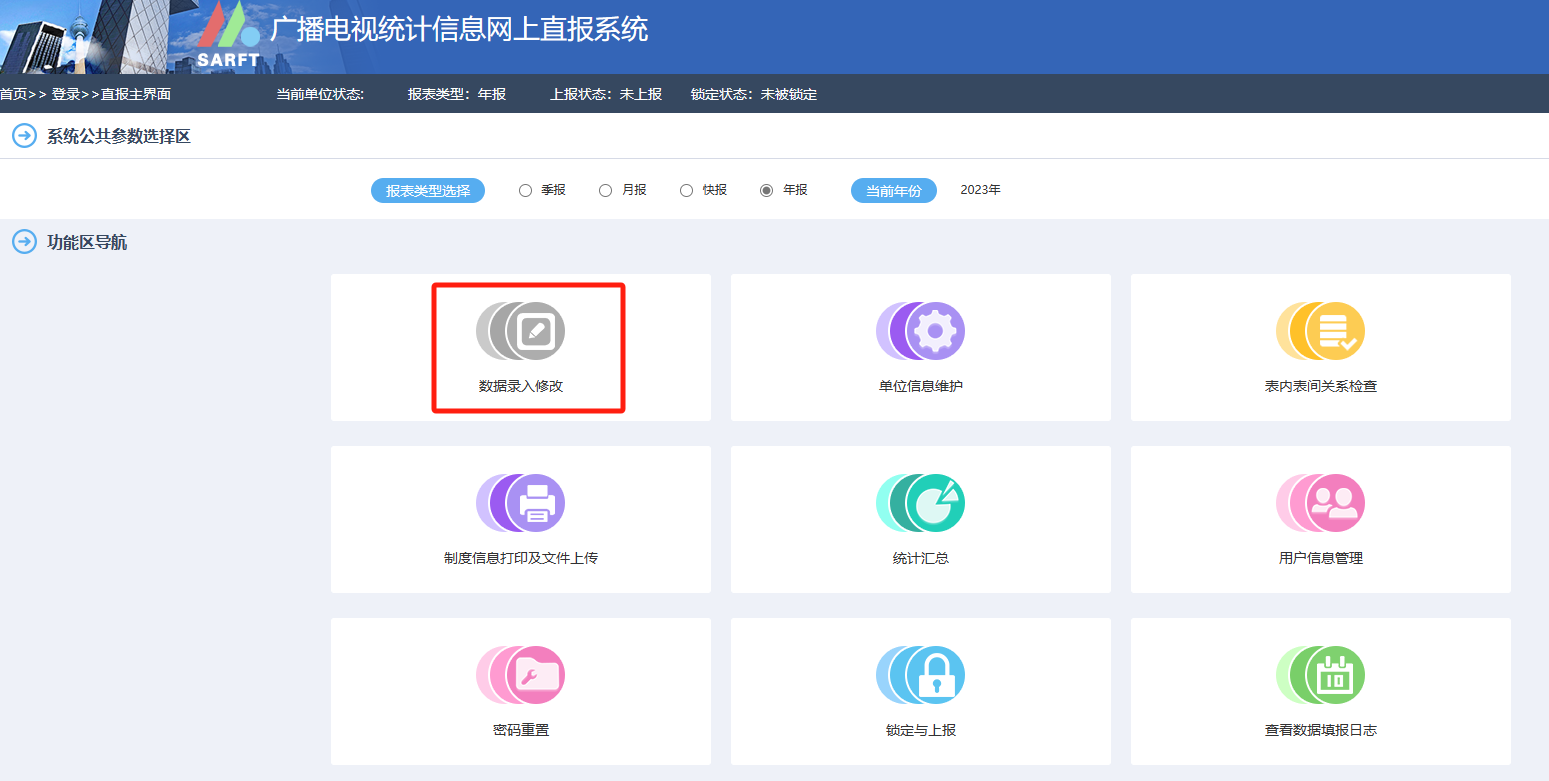 广播电视统计信息网上直报系统
SARFT
首页>> 登录>>直报主界面 当前单位状态: 报表类型: 年报 上报状态: 未上报 锁定状态: 未被锁定
系统公共参数选择区
报表类型选择 季报 月报 快报 年报 当前年份 2023年
功能区导航
数据录入修改 单位信息维护 表内表间关系检查
制度信息打印及文件上传 统计汇总 用户信息管理
10
密码重置 锁定与上报 查看数据填报日志